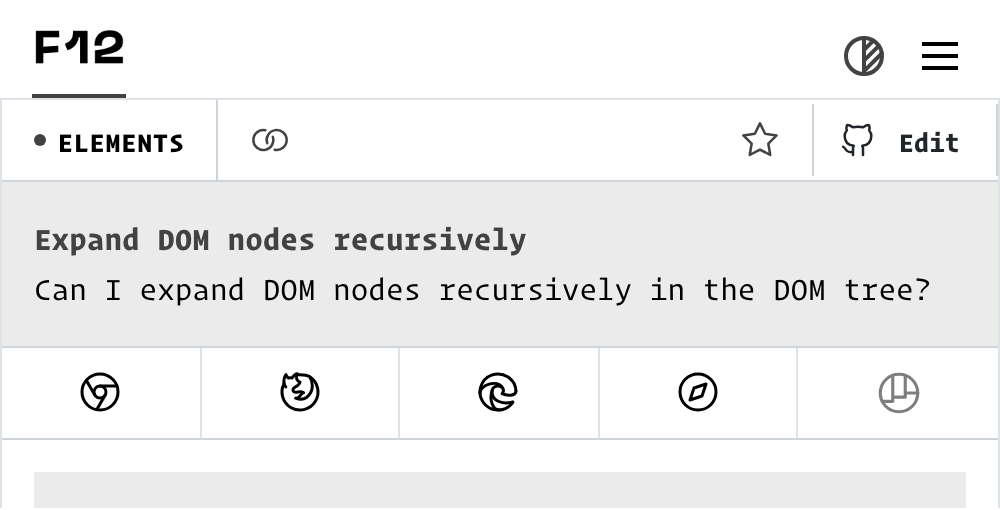 F12
ELEMENTS
Edit
Expand DOM nodes recursively
Can I expand DOM nodes recursively in the DOM tree?